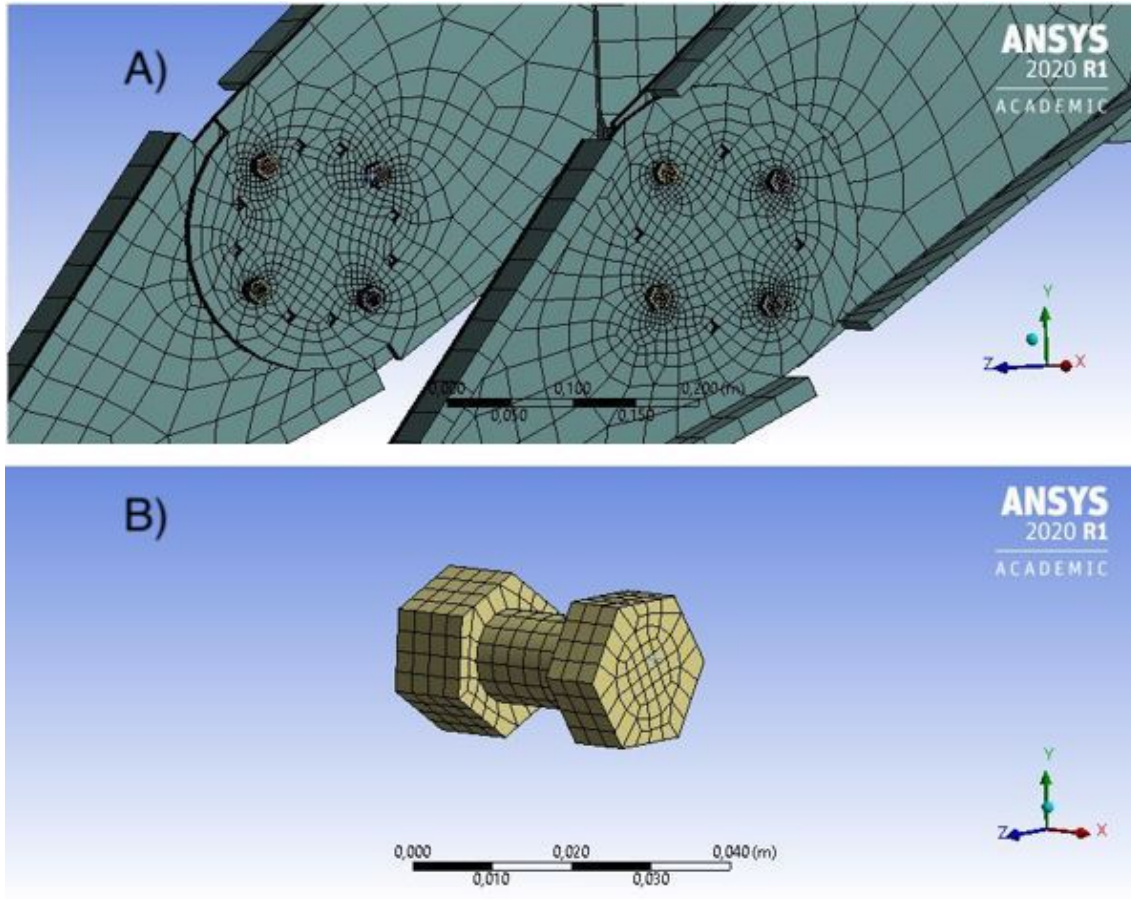 A)
ANSYS
2020 R1
ACADEMIC
Y
Z
X
0,000
0,100
0,200 (m)
0,050
0,150
B)
ANSYS
2020 R1
ACADEMIC
Y
Z
X
0,000
0,020
0,040 (m)
0,010
0,030